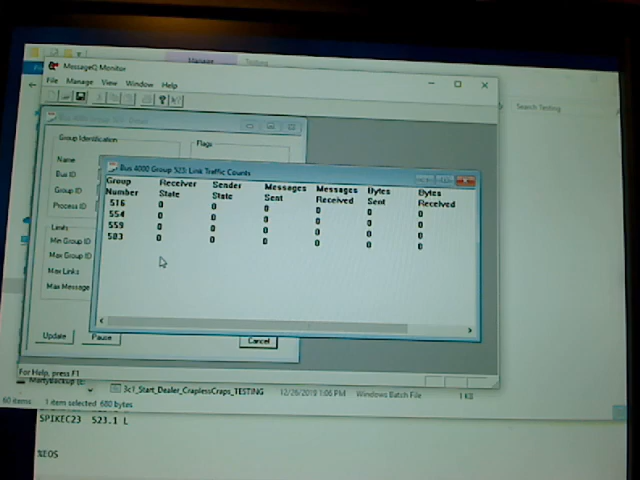 Manage
Testing
MessageQ Monitor
File Manage View Window Help
Search Testing
Group Identification
Flags
Name
Bus ID
Group ID
Process ID
Limits
Min Group ID
Max Group ID
Max Links
Max Message
Update
Pause
Cancel
Bus 4000 Group 523: Link Traffic Counts
Group Number Receiver State Sender State Messages Sent Messages Received Bytes Sent Bytes Received
516 0 0 0 0 0 0
554 0 0 0 0 0 0
559 0 0 0 0 0 0
583 0 0 0 0 0 0
For Help, press F1
MartyBackup (E:
3c1_Start_Dealer_CraplessCraps_TESTING 12/26/2019 1:06 PM Windows Batch File 1 KB
60 items 1 item selected 680 bytes
SPIKEC23 523.1 L
%EOS